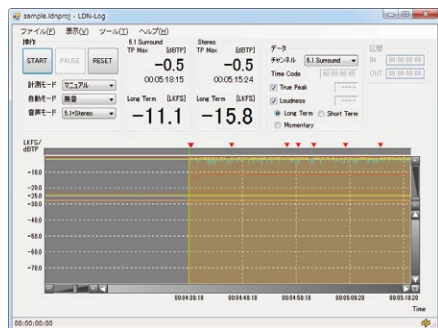 sample.ldnproj - LDN-Log
ファイル(F) 表示(V) ツール(T) ヘルプ(H)
操作
START PAUSE RESET
計測モード マニュアル
自動モード 無音
音声モード 5.1+Stereo
5.1 Surround
TP Max [dBTP]
-0.5
00:05:19:15
Long Term [LKFS]
-11.1
Stereo
TP Max [dBTP]
-0.5
00:05:15:24
Long Term [LKFS]
-15.8
データ
チャンネル 5.1 Surround
Time Code 00:00:00:00
True Peak
Loudness
Long Term Short Term
Momentary
IN 00:00:00:00
OUT 00:00:00:00
LKFS/
dBTP
-10.0
-20.0
-25.0
-30.0
-40.0
-50.0
-60.0
-70.0
00:04:38:19 00:04:48:18 00:04:58:18 00:05:08:20 00:05:18:20
Time
00:00:00:00